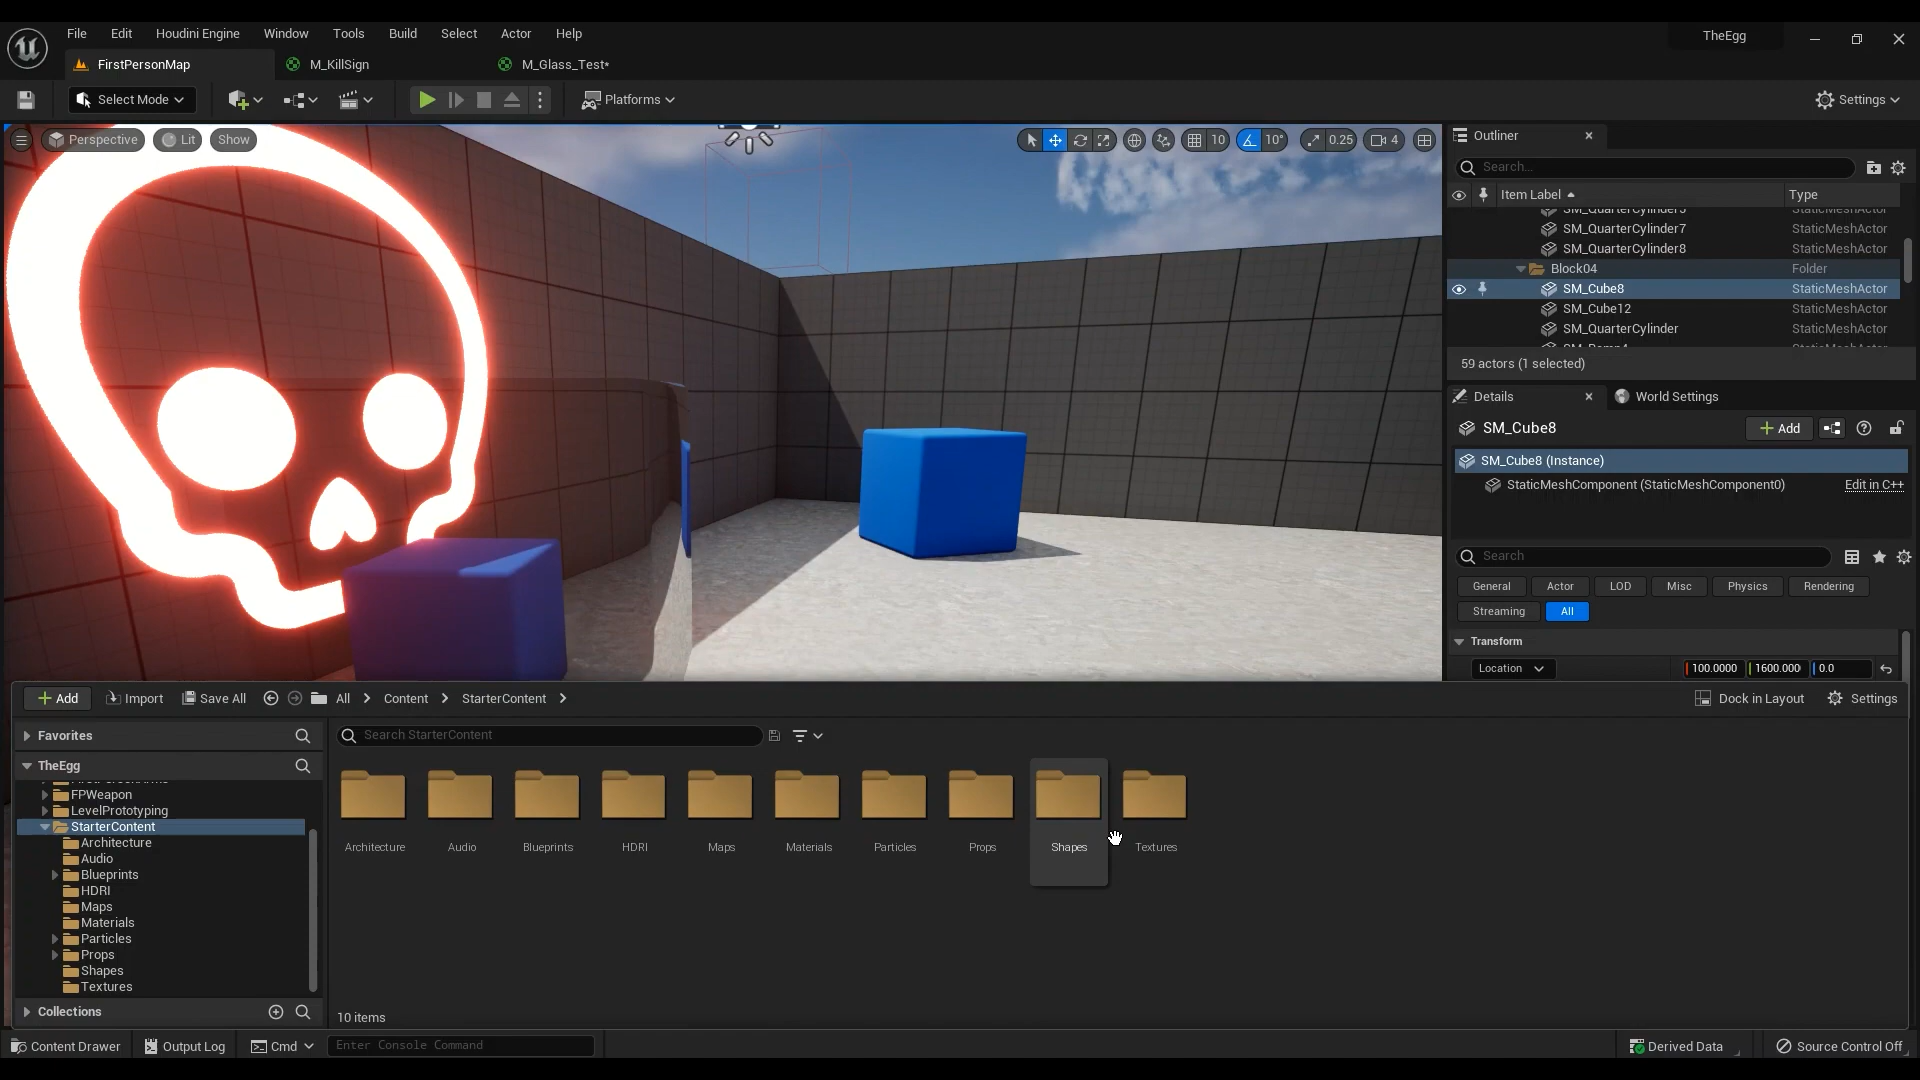 File Edit Houdini Engine Window Tools Build Select Actor Help TheEgg
FirstPersonMap M_KillSign M_Glass_Test*
Select Mode Platforms Settings
Perspective Lit Show 10 10° 0.25 4
Outliner
Search...
Item Label Type
SM_QuarterCylinder5 StaticMeshActor
SM_QuarterCylinder7 StaticMeshActor
SM_QuarterCylinder8 StaticMeshActor
Block04 Folder
SM_Cube8 StaticMeshActor
SM_Cube12 StaticMeshActor
SM_QuarterCylinder StaticMeshActor
59 actors (1 selected)
Details World Settings
SM_Cube8 Add
SM_Cube8 (Instance)
StaticMeshComponent (StaticMeshComponent0) Edit in C++
Search
General Actor LOD Misc Physics Rendering
Streaming All
Transform
Location 100.0000 1600.000 0.0
Add Import Save All All Content StarterContent Dock in Layout Settings
Favorites
Search StarterContent
TheEgg
FPWeapon
LevelPrototyping
StarterContent
Architecture
Audio
Blueprints
HDRI
Maps
Materials
Particles
Props
Shapes
Textures
Collections
Architecture Audio Blueprints HDRI Maps Materials Particles Props Shapes Textures
10 items
Content Drawer Output Log Cmd Enter Console Command Derived Data Source Control Off